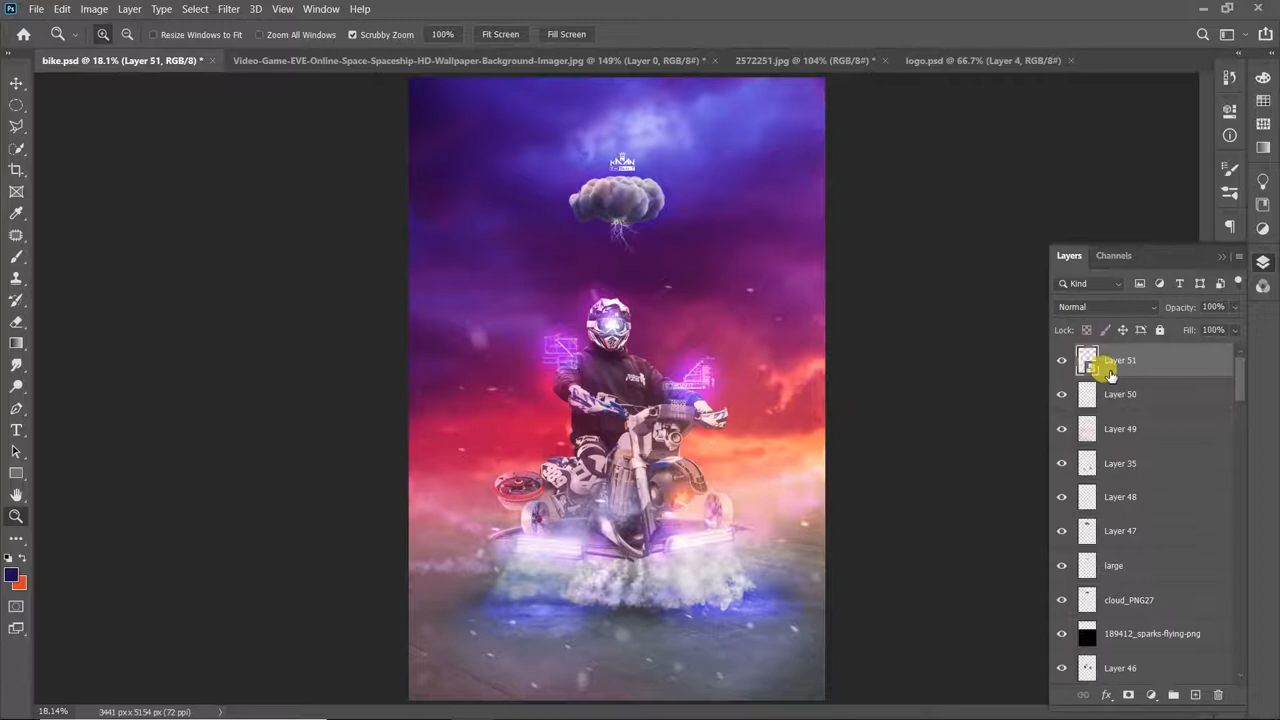 Ps File Edit Image Layer Type Select Filter 3D View Window Help
Resize Windows to Fit Zoom All Windows Scrubby Zoom 100% Fit Screen Fill Screen
bike.psd @ 18.1% (Layer 51, RGB/8) * Video-Game-EVE-Online-Space-Spaceship-HD-Wallpaper-Background-Imager.jpg @ 149% (Layer 0, RGB/8#) * 2572251.jpg @ 104% (RGB/8#) * logo.psd @ 66.7% (Layer 4, RGB/8#)
Layers Channels
Kind
Normal Opacity: 100%
Lock: Fill: 100%
Layer 51
Layer 50
Layer 49
Layer 35
Layer 48
Layer 47
large
cloud_PNG27
189412_sparks-flying-png
Layer 46
fx
389
18.14% 3441 px x 5154 px (72 ppi)